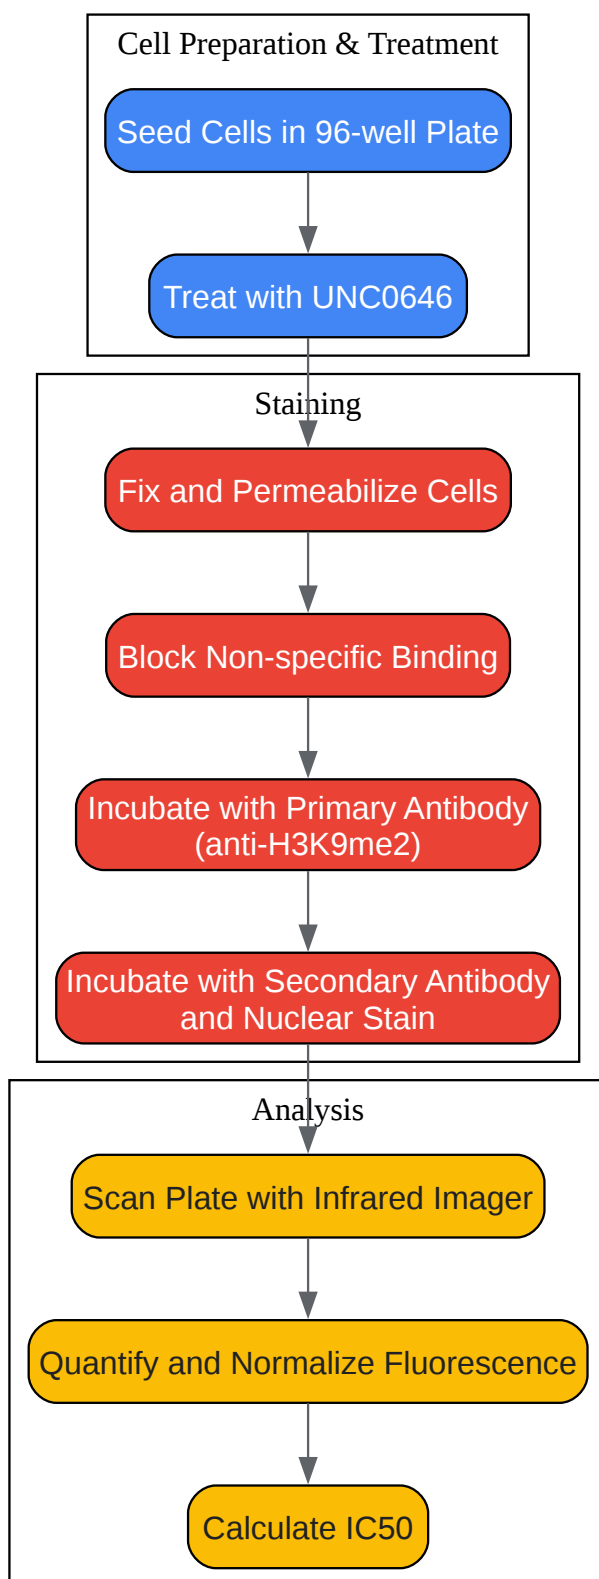 Cell Preparation & Treatment
Seed Cells in 96-well Plate
Treat with UNC0646
Staining
Fix and Permeabilize Cells
Block Non-specific Binding
Incubate with Primary Antibody
(anti-H3K9me2)
Incubate with Secondary Antibody
and Nuclear Stain
Analysis
Scan Plate with Infrared Imager
Quantify and Normalize Fluorescence
Calculate IC50